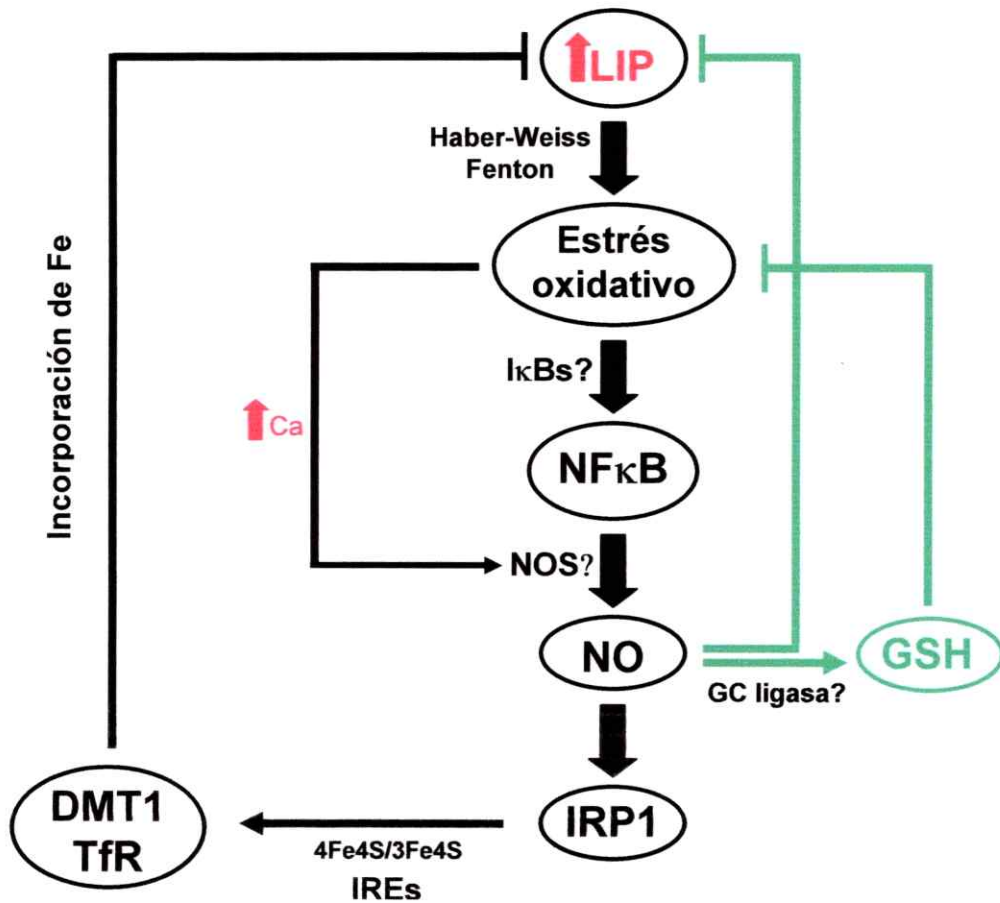 LIP
Haber-Weiss
Fenton
Estrés
oxidativo
Incorporación de Fe
IκBs?
Ca
NFκB
NOS?
NO
GSH
GC ligasa?
DMT1
TfR
IRP1
4Fe4S/3Fe4S
IREs